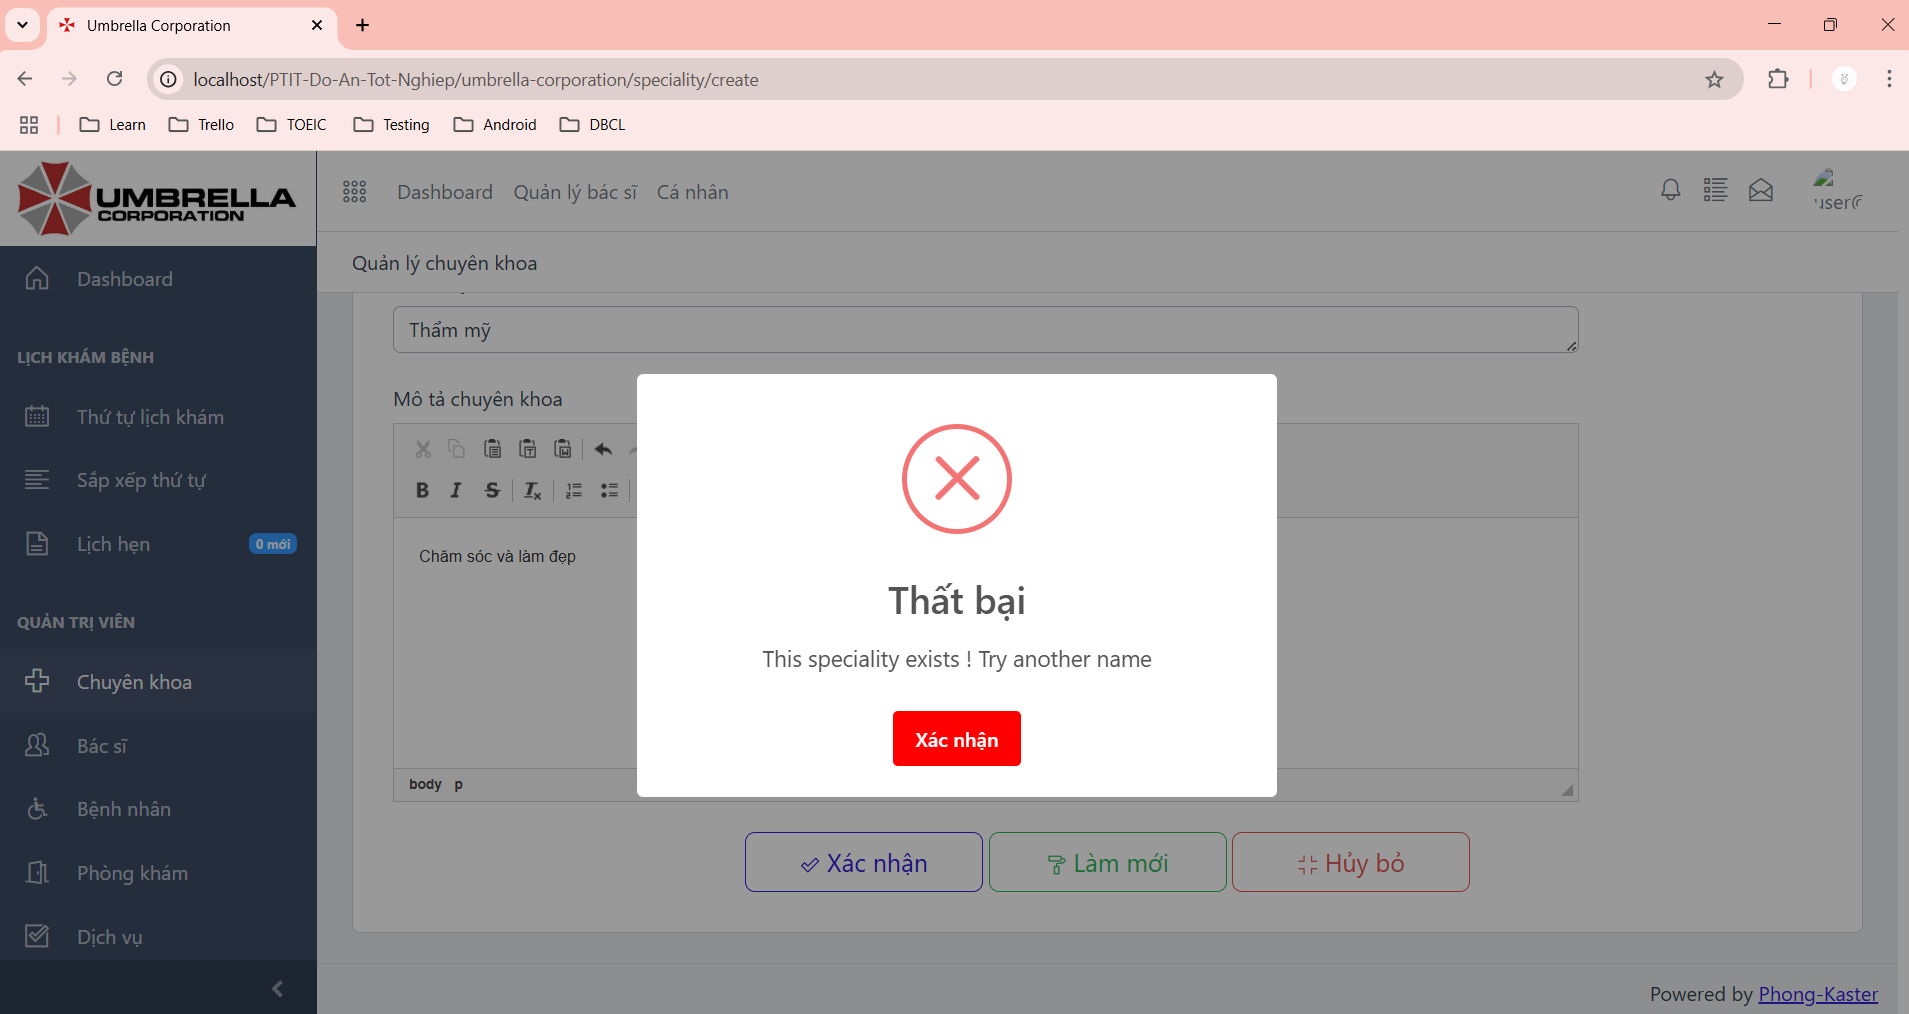 Umbrella Corporation
localhost/PTIT-Do-An-Tot-Nghiep/umbrella-corporation/speciality/create
Learn Trello TOEIC Testing Android DBCL
UMBRELLA
CORPORATION
Dashboard Quản lý bác sĩ Cá nhân
user@
Quản lý chuyên khoa
Dashboard
LỊCH KHÁM BỆNH
Thứ tự lịch khám
Sắp xếp thứ tự
Lịch hẹn 0 mới
QUẢN TRỊ VIÊN
Chuyên khoa
Bác sĩ
Bệnh nhân
Phòng khám
Dịch vụ
Thẩm mỹ
Mô tả chuyên khoa
Chăm sóc và làm đẹp
body p
Thất bại
This speciality exists ! Try another name
Xác nhận
Xác nhận Làm mới Hủy bỏ
Powered by Phong-Kaster